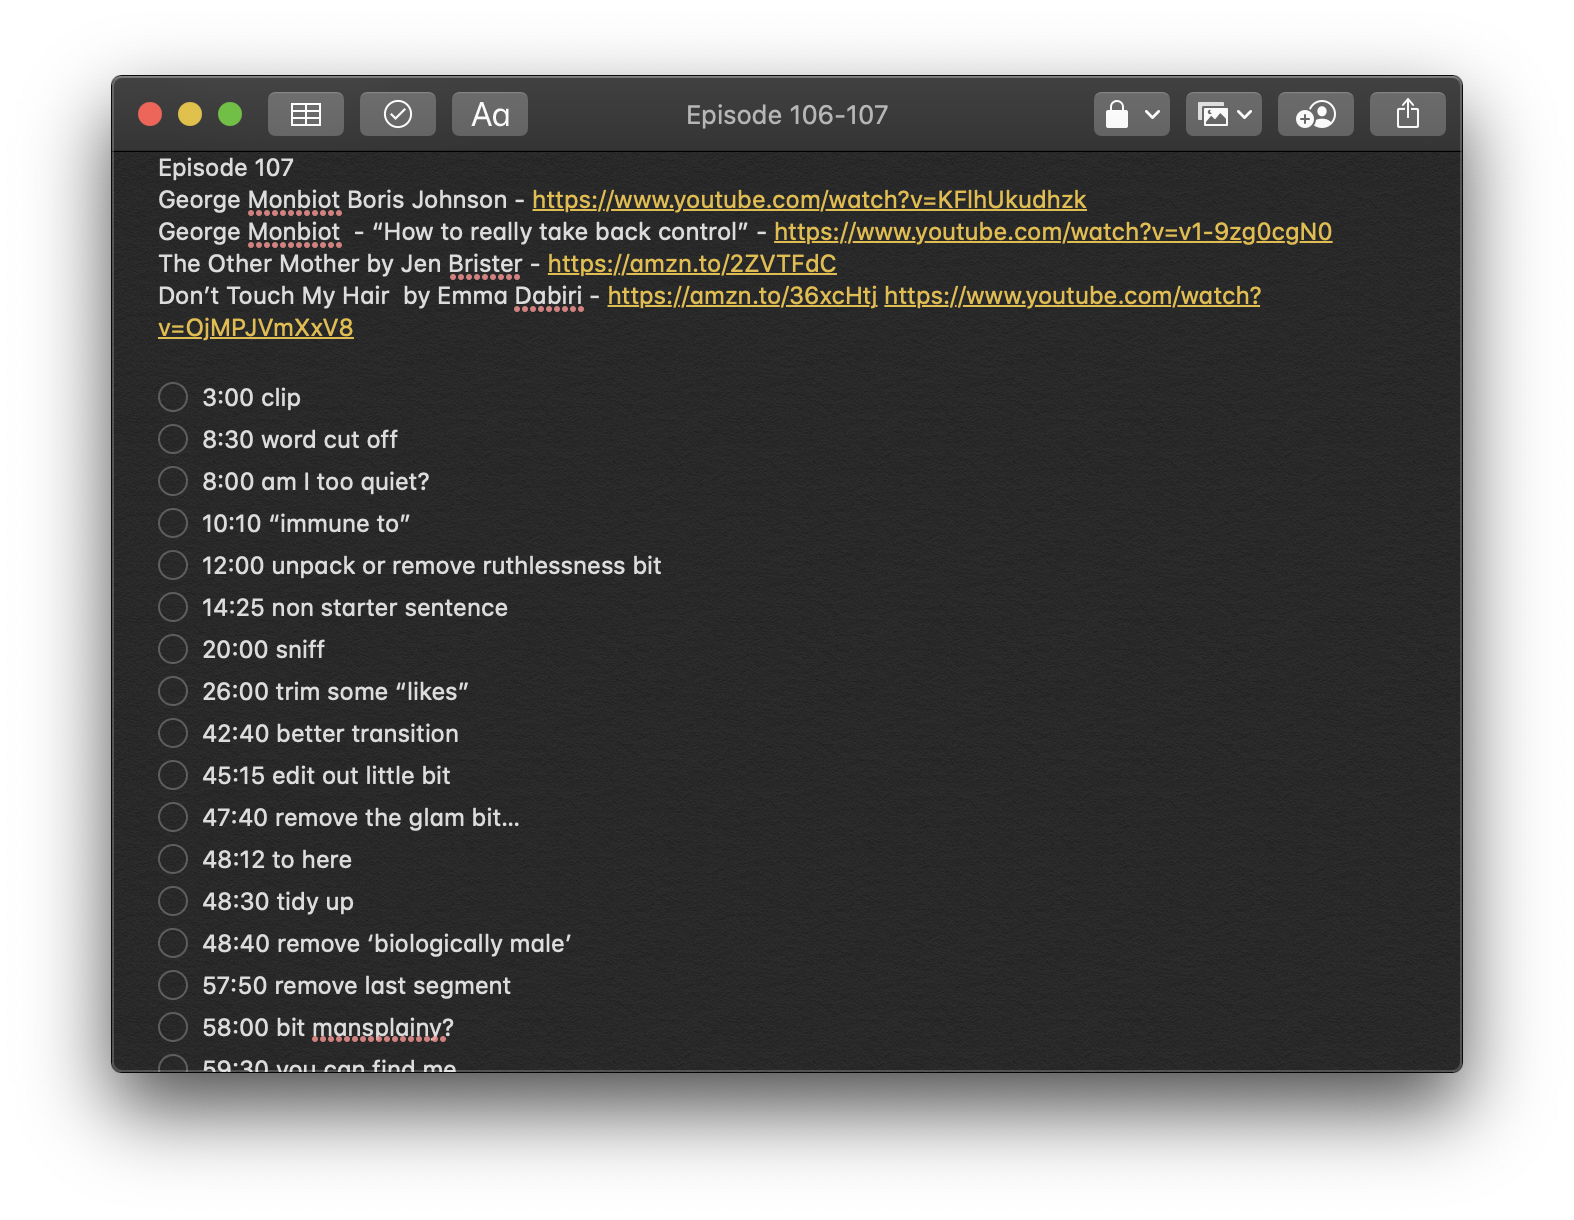 Aa
Episode 106-107
Episode 107
George Monbiot Boris Johnson - https://www.youtube.com/watch?v=KFlhUkudhzk
George Monbiot  - “How to really take back control” - https://www.youtube.com/watch?v=v1-9zg0cgN0
The Other Mother by Jen Brister - https://amzn.to/2ZVTFdC
Don’t Touch My Hair  by Emma Dabiri - https://amzn.to/36xcHtj https://www.youtube.com/watch?
v=OjMPJVmXxV8
3:00 clip
8:30 word cut off
8:00 am I too quiet?
10:10 “immune to”
12:00 unpack or remove ruthlessness bit
14:25 non starter sentence
20:00 sniff
26:00 trim some “likes”
42:40 better transition
45:15 edit out little bit
47:40 remove the glam bit...
48:12 to here
48:30 tidy up
48:40 remove ‘biologically male’
57:50 remove last segment
58:00 bit mansplainy?
59:30 you can find me